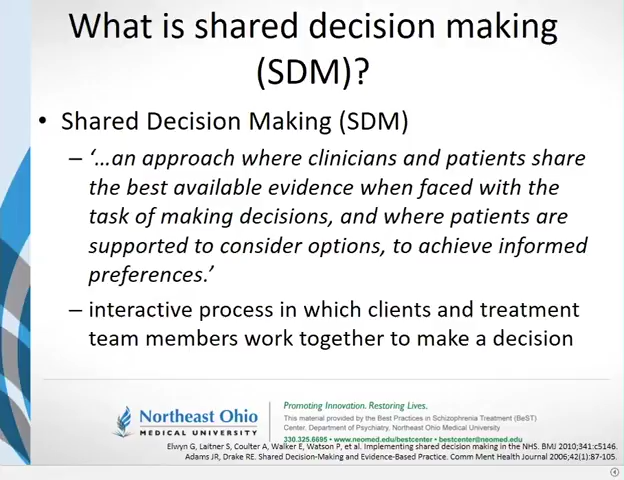 What is shared decision making
(SDM)?
• Shared Decision Making (SDM)
– ‘…an approach where clinicians and patients share
the best available evidence when faced with the
task of making decisions, and where patients are
supported to consider options, to achieve informed
preferences.’
– interactive process in which clients and treatment
team members work together to make a decision
Northeast Ohio
MEDICAL UNIVERSITY
Promoting Innovation. Restoring Lives.
This material provided by the Best Practices in Schizophrenia Treatment (BeST)
Center, Department of Psychiatry, Northeast Ohio Medical University
330.325.6695 • www.neomed.edu/bestcenter • bestcenter@neomed.edu
Elwyn G, Laitner S, Coulter A, Walker E, Watson P, et al. Implementing shared decision making in the NHS. BMJ 2010;341:c5146.
Adams JR, Drake RE. Shared Decision-Making and Evidence-Based Practice. Comm Ment Health Journal 2006;42(1):87-105.
4